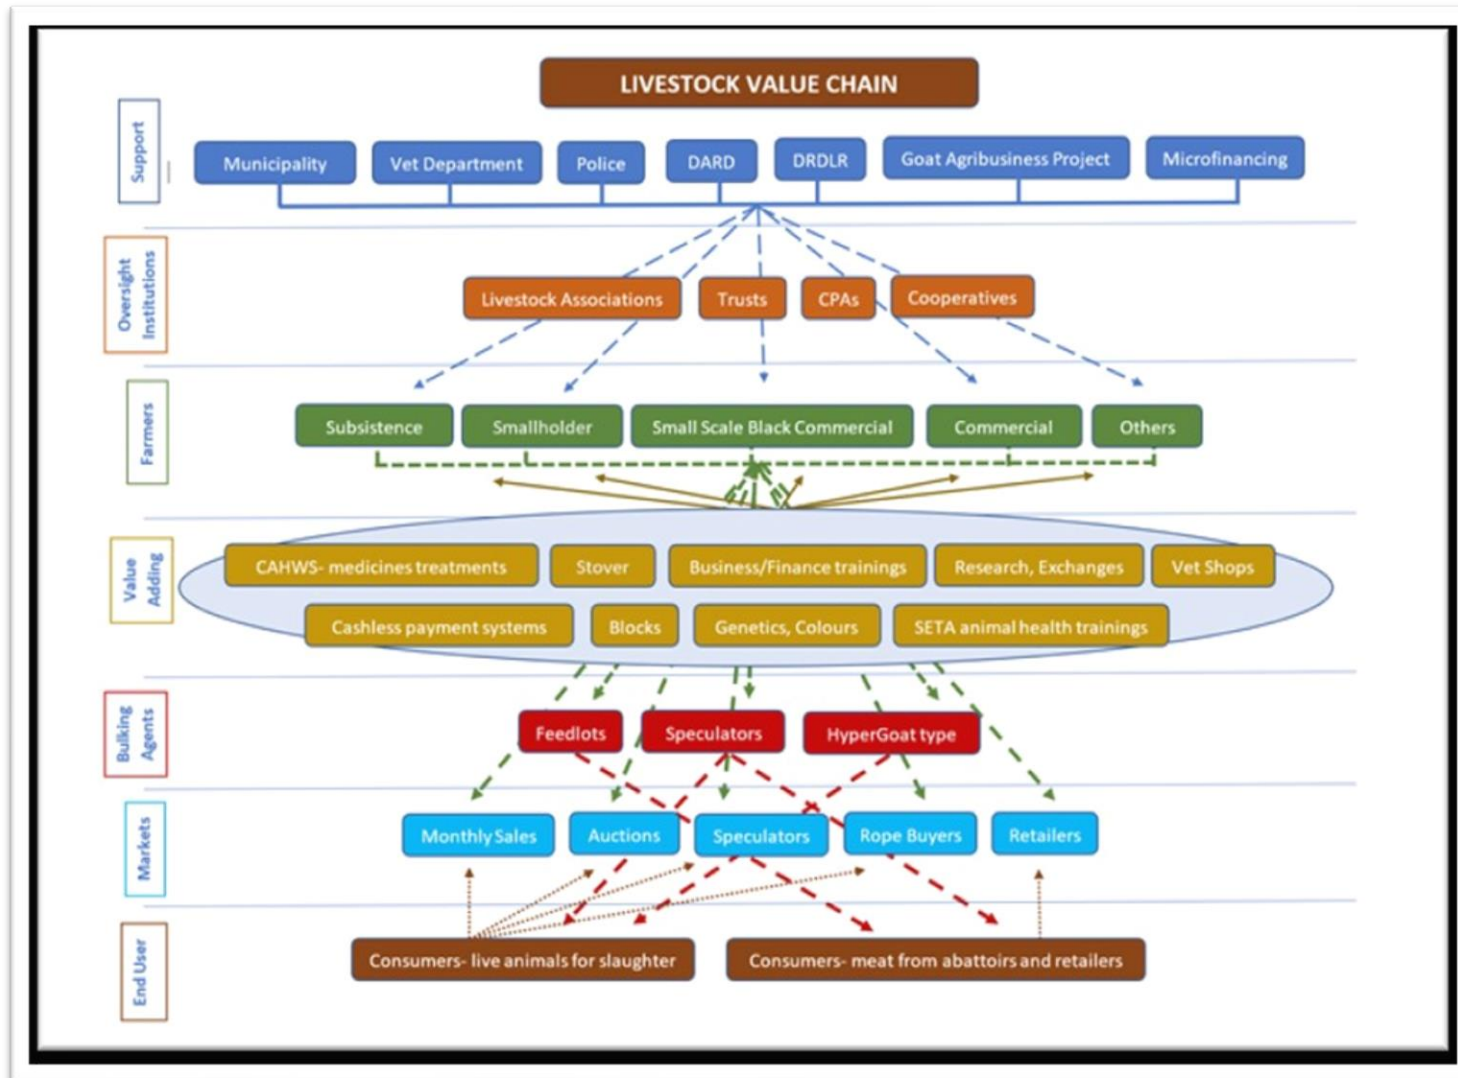 LIVESTOCK VALUE CHAIN
Support
Municipality
Vet Department
Police
DARD
DRDLR
Goat Agribusiness Project
Microfinancing
Oversight
Institutions
Livestock Associations
Trusts
CPAs
Cooperatives
Farmers
Subsistence
Smallholder
Small Scale Black Commercial
Commercial
Others
Value
Adding
CAHWS- medicines treatments
Stover
Business/Finance trainings
Research, Exchanges
Vet Shops
Cashless payment systems
Blocks
Genetics, Colours
SETA animal health trainings
Bulking
Agents
Feedlots
Speculators
HyperGoat type
Markets
Monthly Sales
Auctions
Speculators
Rope Buyers
Retailers
End User
Consumers- live animals for slaughter
Consumers- meat from abattoirs and retailers